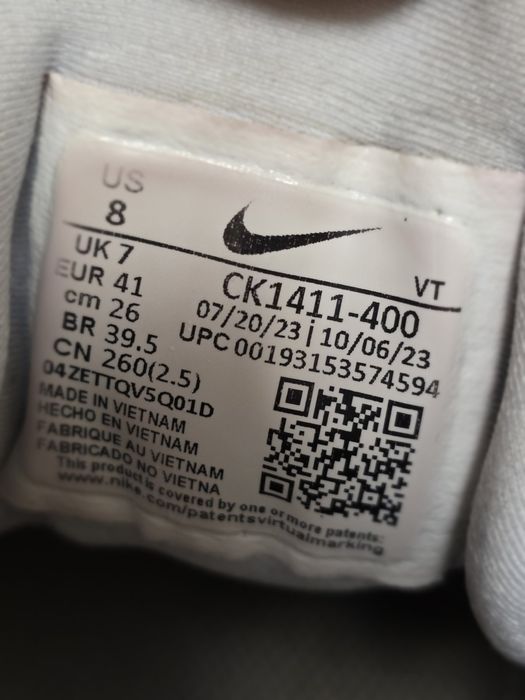 US
8
UK 7
EUR 41
cm 26
BR 39.5
CN 260(2.5)
04ZETTQV5Q01D
VT
CK1411-400
07/20/23 | 10/06/23
UPC 00193153574594
MADE IN VIETNAM
HECHO EN VIETNAM
FABRIQUE AU VIETNAM
FABRICADO NO VIETNA
This product is covered by one or more patents:
www.nike.com/patentsvirtualmarking